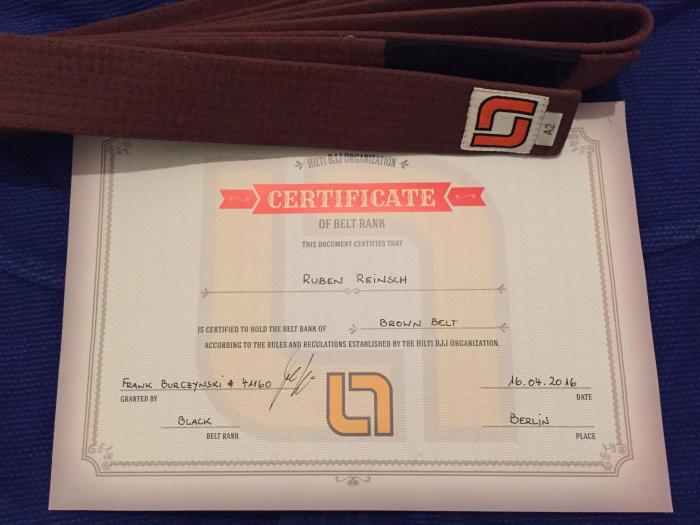 A2
HILTI BJJ ORGANIZATION
CERTIFICATE
OF BELT RANK
THIS DOCUMENT CERTIFIES THAT
RUBEN REINSCH
IS CERTIFIED TO HOLD THE BELT RANK OF BROWN BELT
ACCORDING TO THE RULES AND REGULATIONS ESTABLISHED BY THE HILTI BJJ ORGANIZATION.
FRANK BURCZYNSKI # 41160 16.04.2016
GRANTED BY DATE
BLACK BERLIN
BELT RANK PLACE